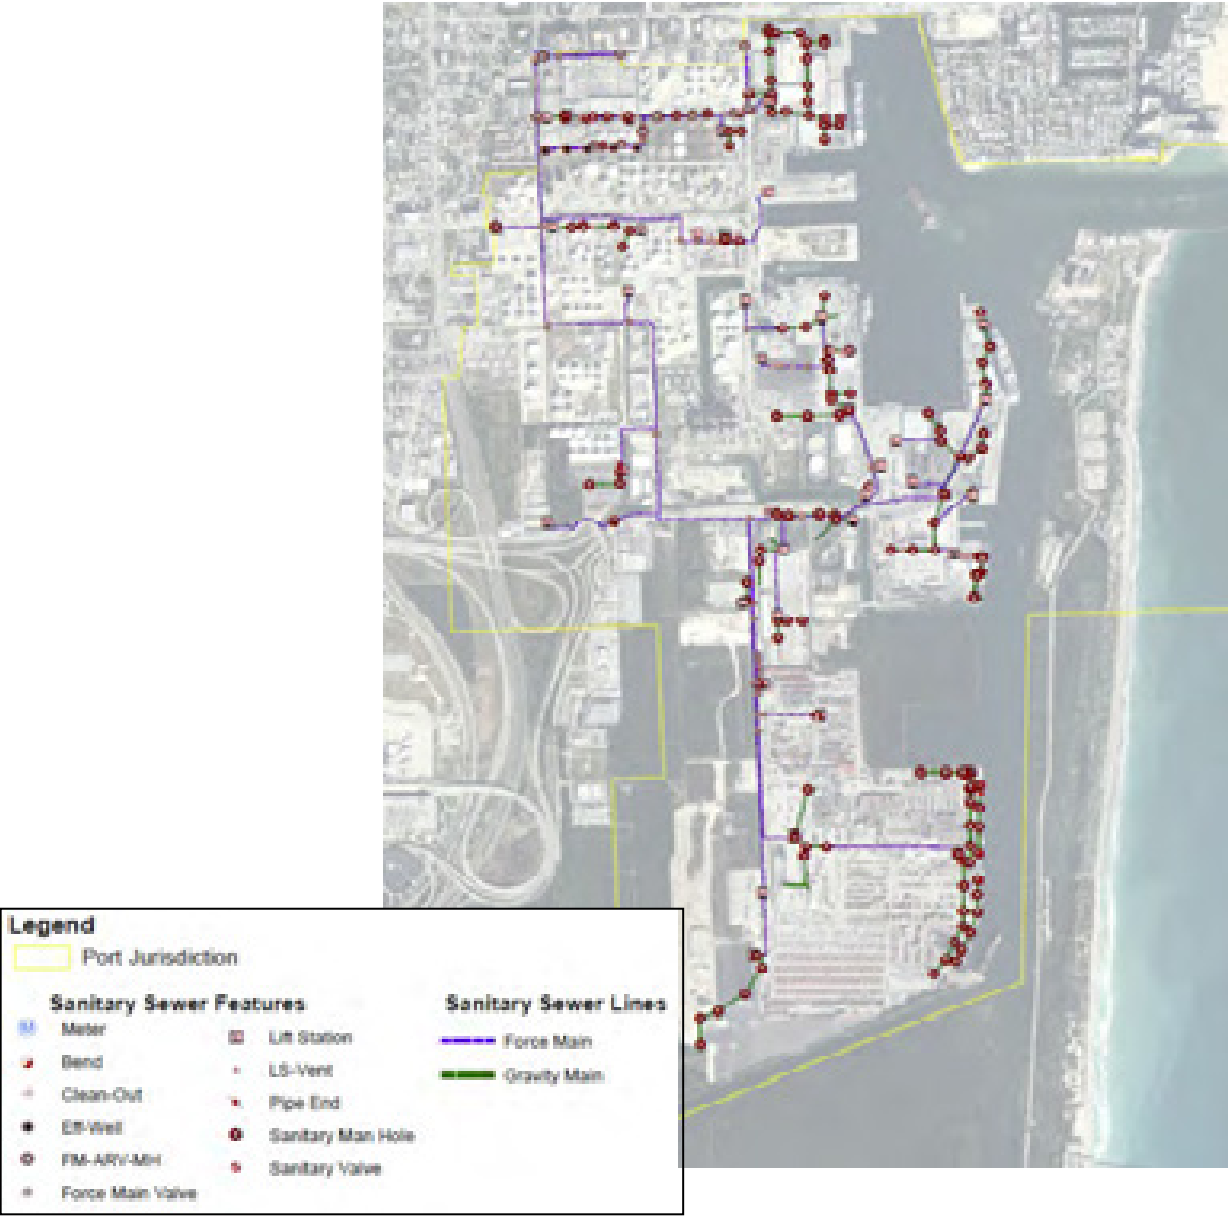 Legend
Port Jurisdiction
Sanitary Sewer Features
Meter
Bend
Clean-Out
Eff-Well
FM-ARV-MH
Force Main Valve
Lift Station
LS-Vent
Pipe End
Sanitary Man Hole
Sanitary Valve
Sanitary Sewer Lines
Force Main
Gravity Main